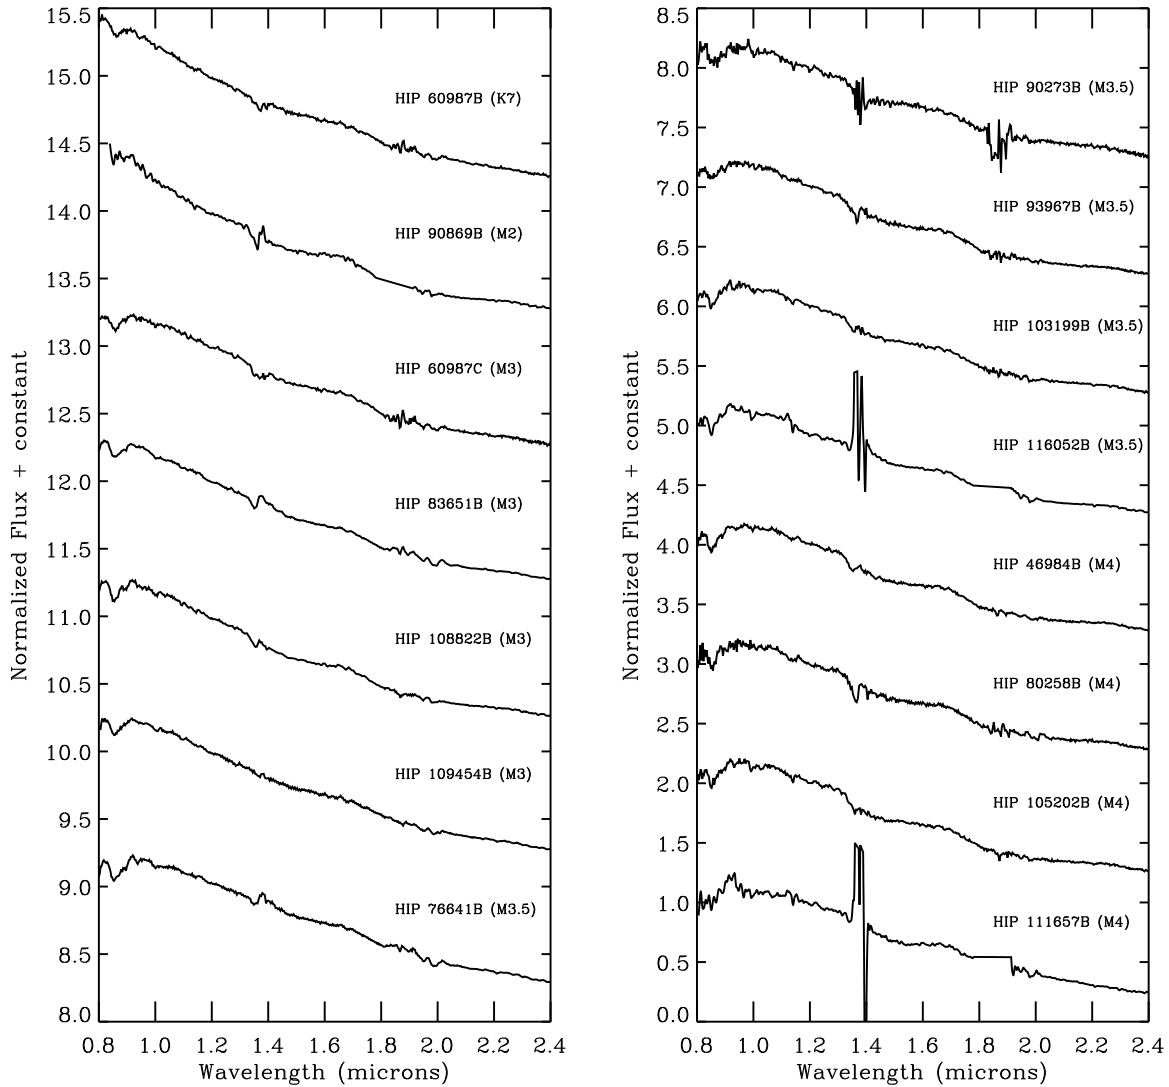 15.5
15.0
14.5
14.0
13.5
13.0
12.5
12.0
11.5
11.0
10.5
10.0
9.5
9.0
8.5
8.0
Normalized Flux + constant
HIP 60987B (K7)
HIP 90869B (M2)
HIP 60987C (M3)
HIP 83651B (M3)
HIP 108822B (M3)
HIP 109454B (M3)
HIP 76641B (M3.5)
0.8 1.0 1.2 1.4 1.6 1.8 2.0 2.2 2.4
Wavelength (microns)
8.5
8.0
7.5
7.0
6.5
6.0
5.5
5.0
4.5
4.0
3.5
3.0
2.5
2.0
1.5
1.0
0.5
0.0
Normalized Flux + constant
HIP 90273B (M3.5)
HIP 93967B (M3.5)
HIP 103199B (M3.5)
HIP 116052B (M3.5)
HIP 46984B (M4)
HIP 80258B (M4)
HIP 105202B (M4)
HIP 111657B (M4)
0.8 1.0 1.2 1.4 1.6 1.8 2.0 2.2 2.4
Wavelength (microns)